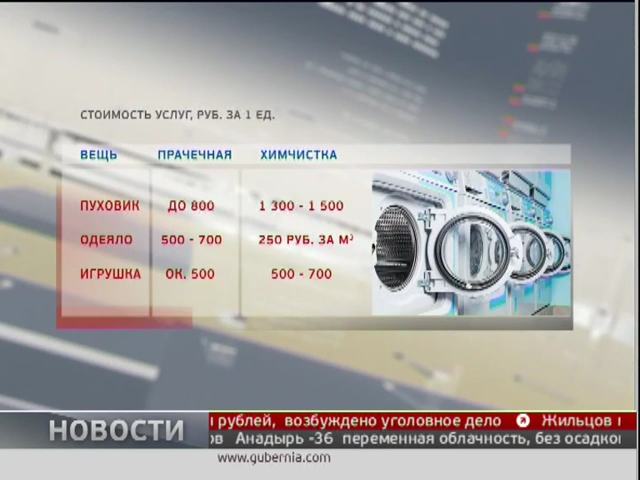 СТОИМОСТЬ УСЛУГ, РУБ. ЗА 1 ЕД.
ВЕЩЬ ПРАЧЕЧНАЯ ХИМЧИСТКА
ПУХОВИК ДО 800 1 300 - 1 500
ОДЕЯЛО 500 - 700 250 РУБ. ЗА М²
ИГРУШКА ОК. 500 500 - 700
НОВОСТИ
рублей, возбуждено уголовное дело Жильцов
Анадырь -36 переменная облачность, без осадко
www.gubernia.com